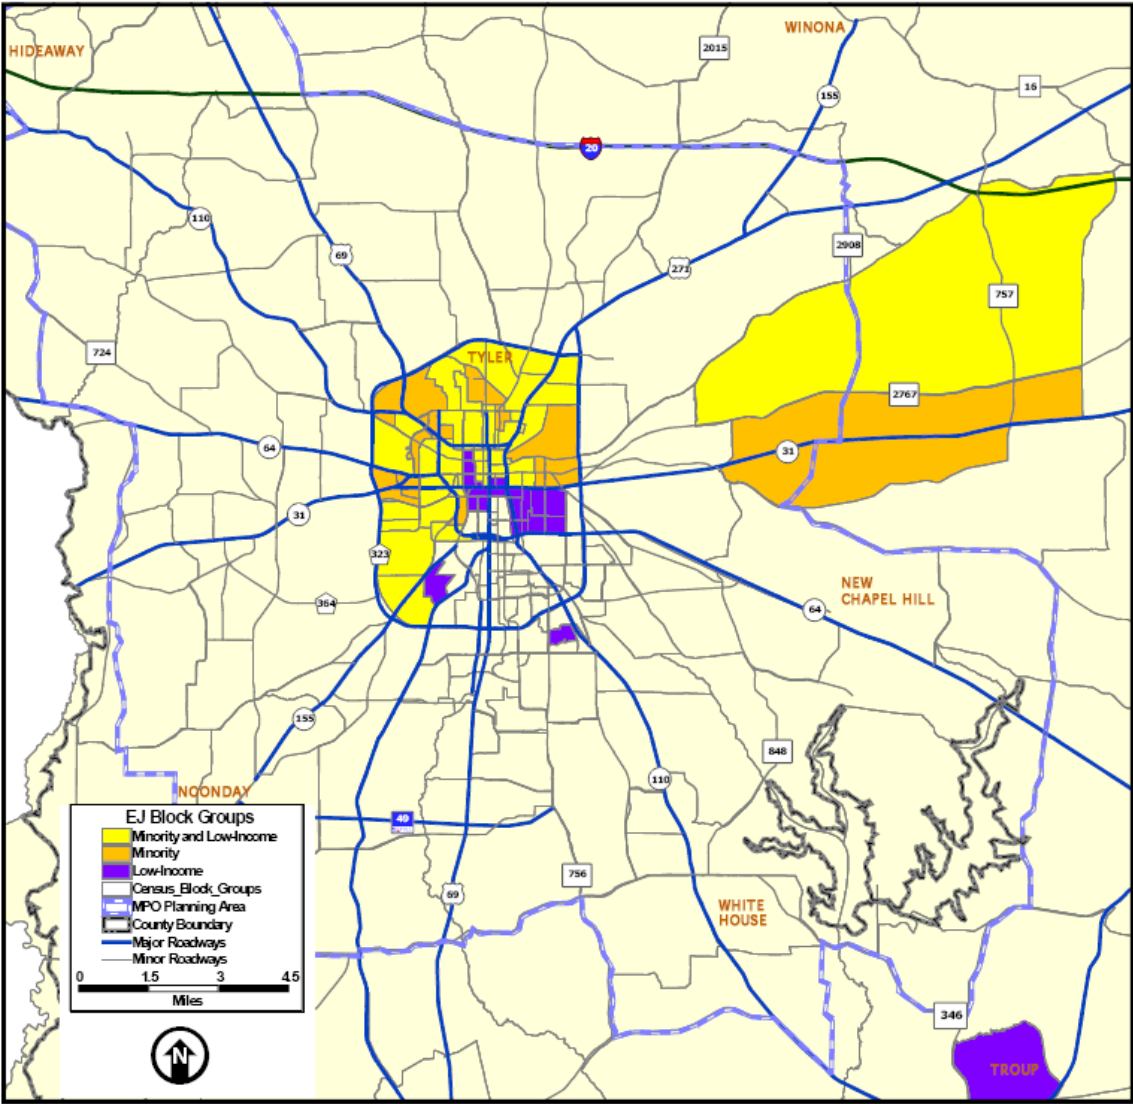 WINONA
HIDEAWAY
2015
16
155
20
110
2908
69
271
757
724
TYLER
2767
64
31
31
323
NEW
CHAPEL HILL
364
64
155
848
110
NOONDAY
49
756
69
WHITE
HOUSE
346
TROUP
EJ Block Groups
Minority and Low-Income
Minority
Low-Income
Census_Block_Groups
MPO Planning Area
County Boundary
Major Roadways
Minor Roadways
0 1.5 3 4.5
Miles
N